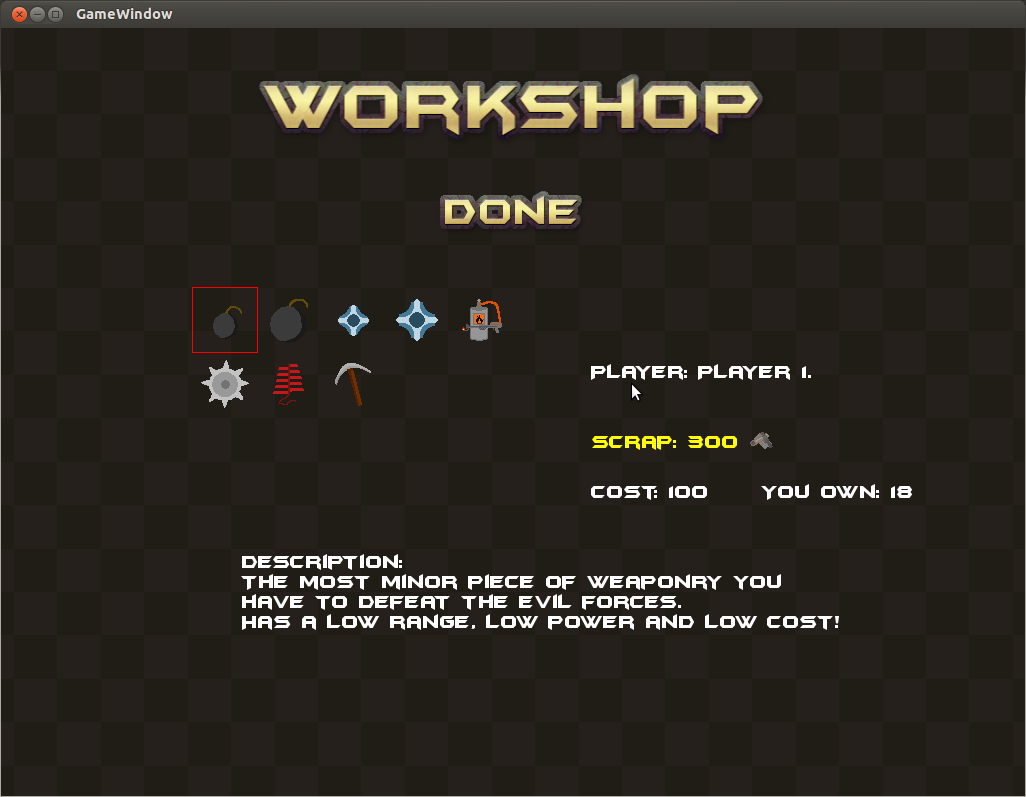 GameWindow
WORKSHOP
DONE
PLAYER: PLAYER 1.
SCRAP: 300
COST: 100 YOU OWN: 18
DESCRIPTION:
THE MOST MINOR PIECE OF WEAPONRY YOU
HAVE TO DEFEAT THE EVIL FORCES.
HAS A LOW RANGE, LOW POWER AND LOW COST!